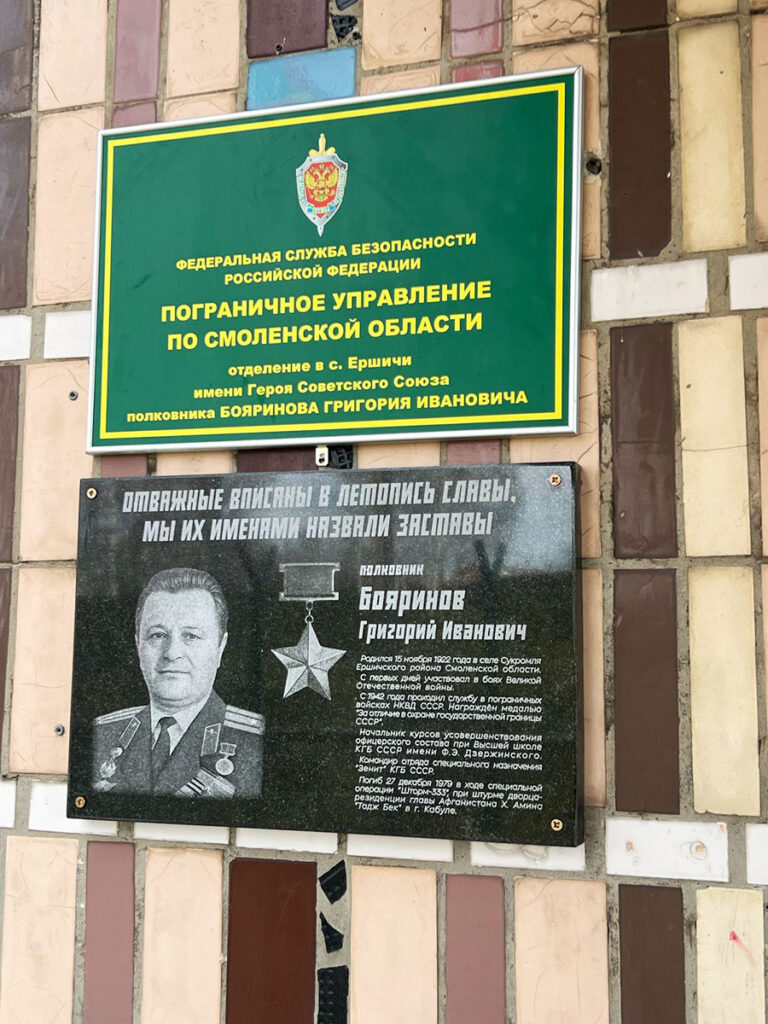 ФЕДЕРАЛЬНАЯ СЛУЖБА БЕЗОПАСНОСТИ
РОССИЙСКОЙ ФЕДЕРАЦИИ
ПОГРАНИЧНОЕ УПРАВЛЕНИЕ
ПО СМОЛЕНСКОЙ ОБЛАСТИ
отделение в с. Ершичи
имени Героя Советского Союза
полковника БОЯРИНОВА ГРИГОРИЯ ИВАНОВИЧА
ОТВАЖНЫЕ ВПИСАНЫ В ЛЕТОПИСЬ СЛАВЫ,
МЫ ИХ ИМЕНАМИ НАЗВАЛИ ЗАСТАВЫ
полковник
Бояринов
Григорий Иванович
Родился 15 ноября 1922 года в селе Сукромля
Ершичского района Смоленской области.
С первых дней участвовал в боях Великой
Отечественной войны.
С 1942 года проходил службу в пограничных
войсках НКВД СССР. Награждён медалью
"За отличие в охране государственной границы
СССР".
Начальник курсов усовершенствования
офицерского состава при Высшей школе
КГБ СССР имени Ф.Э. Дзержинского.
Командир отряда специального назначения
"Зенит" КГБ СССР.
Погиб 27 декабря 1979 в ходе специальной
операции "Шторм-333", при штурме дворца-
резиденции главы Афганистана Х. Амина
"Тадж Бек" в г. Кабуле.